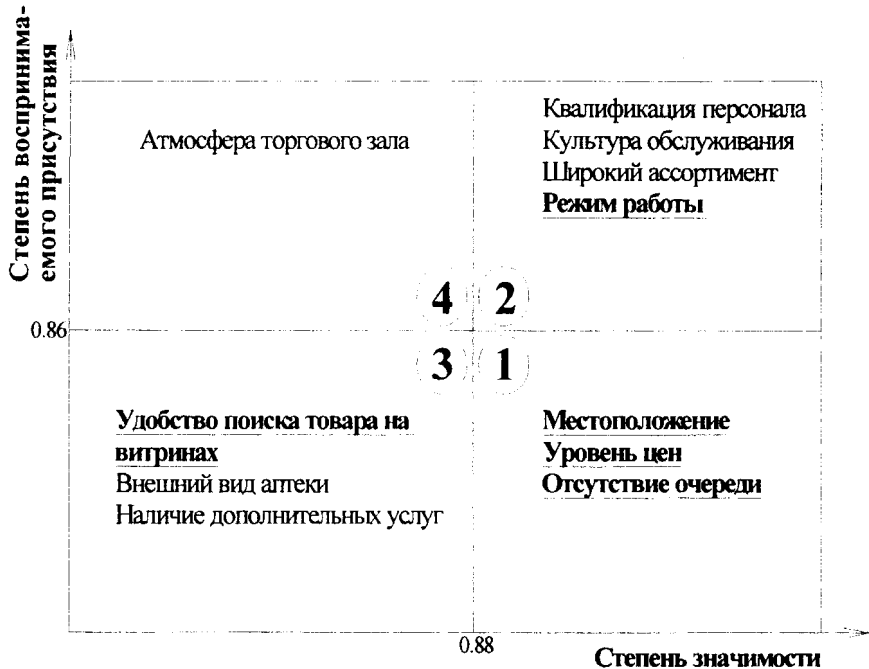 Степень воспринима-
емого присутствия
Атмосфера торгового зала
Квалификация персонала
Культура обслуживания
Широкий ассортимент
Режим работы
4
2
0.86
3
1
Удобство поиска товара на
витринах
Внешний вид аптеки
Наличие дополнительных услуг
Местоположение
Уровень цен
Отсутствие очереди
0.88
Степень значимости